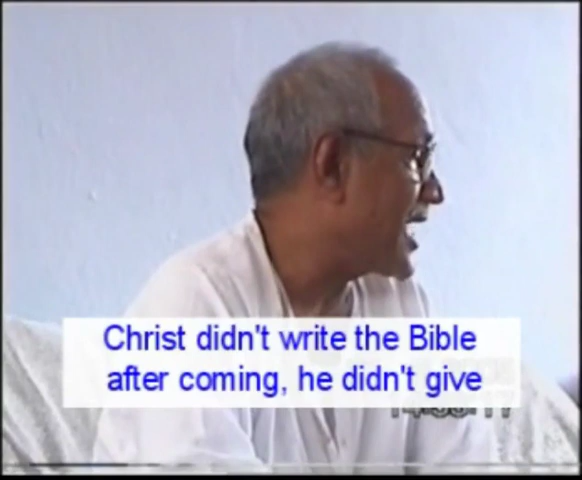 Christ didn't write the Bible
after coming, he didn't give